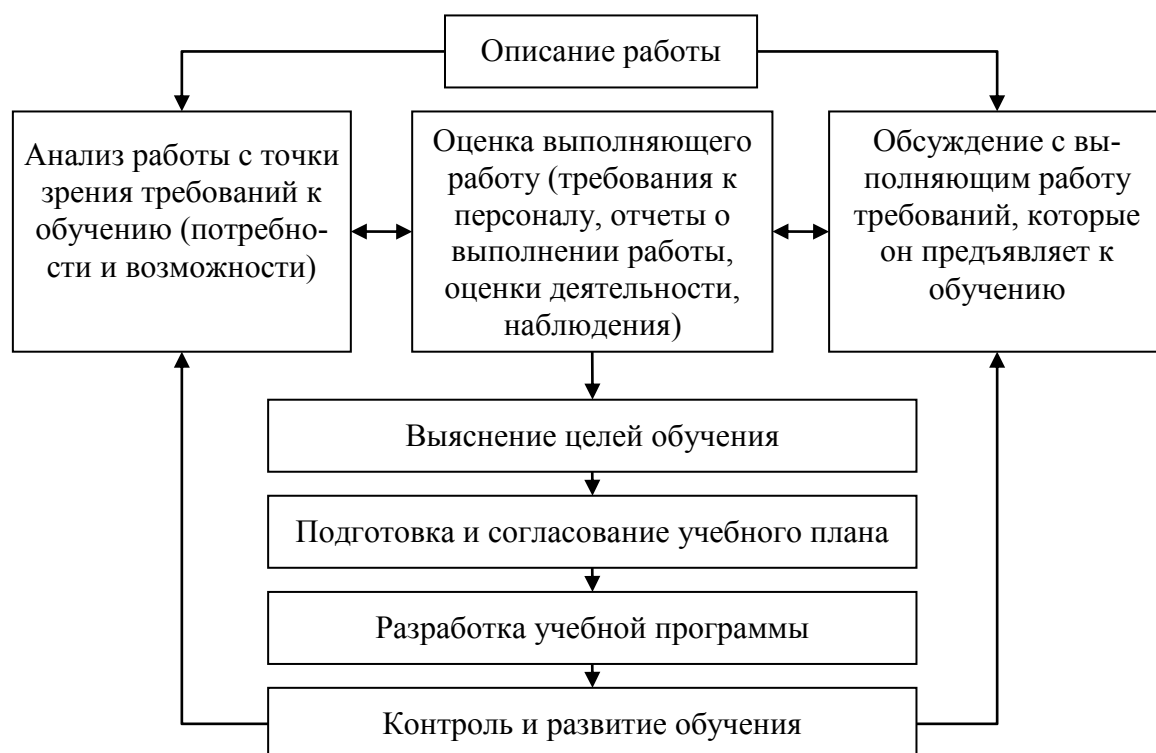 Описание работы
Анализ работы с точки
зрения требований к
обучению (потребно-
сти и возможности)
Оценка выполняющего
работу (требования к
персоналу, отчеты о
выполнении работы,
оценки деятельности,
наблюдения)
Обсуждение с вы-
полняющим работу
требований, которые
он предъявляет к
обучению
Выяснение целей обучения
Подготовка и согласование учебного плана
Разработка учебной программы
Контроль и развитие обучения